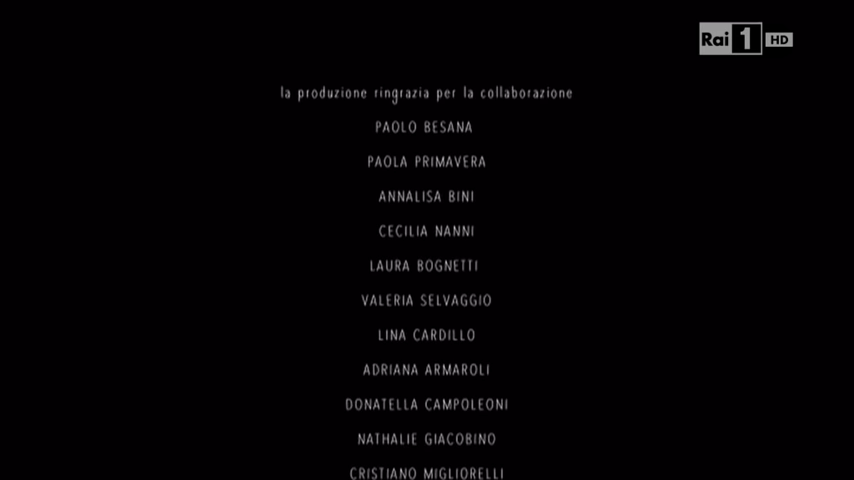 Rai 1 HD
la produzione ringrazia per la collaborazione
PAOLO BESANA
PAOLA PRIMAVERA
ANNALISA BINI
CECILIA NANNI
LAURA BOGNETTI
VALERIA SELVAGGIO
LINA CARDILLO
ADRIANA ARMAROLI
DONATELLA CAMPOLEONI
NATHALIE GIACOBINO
CRISTIANO MIGLIORELLI